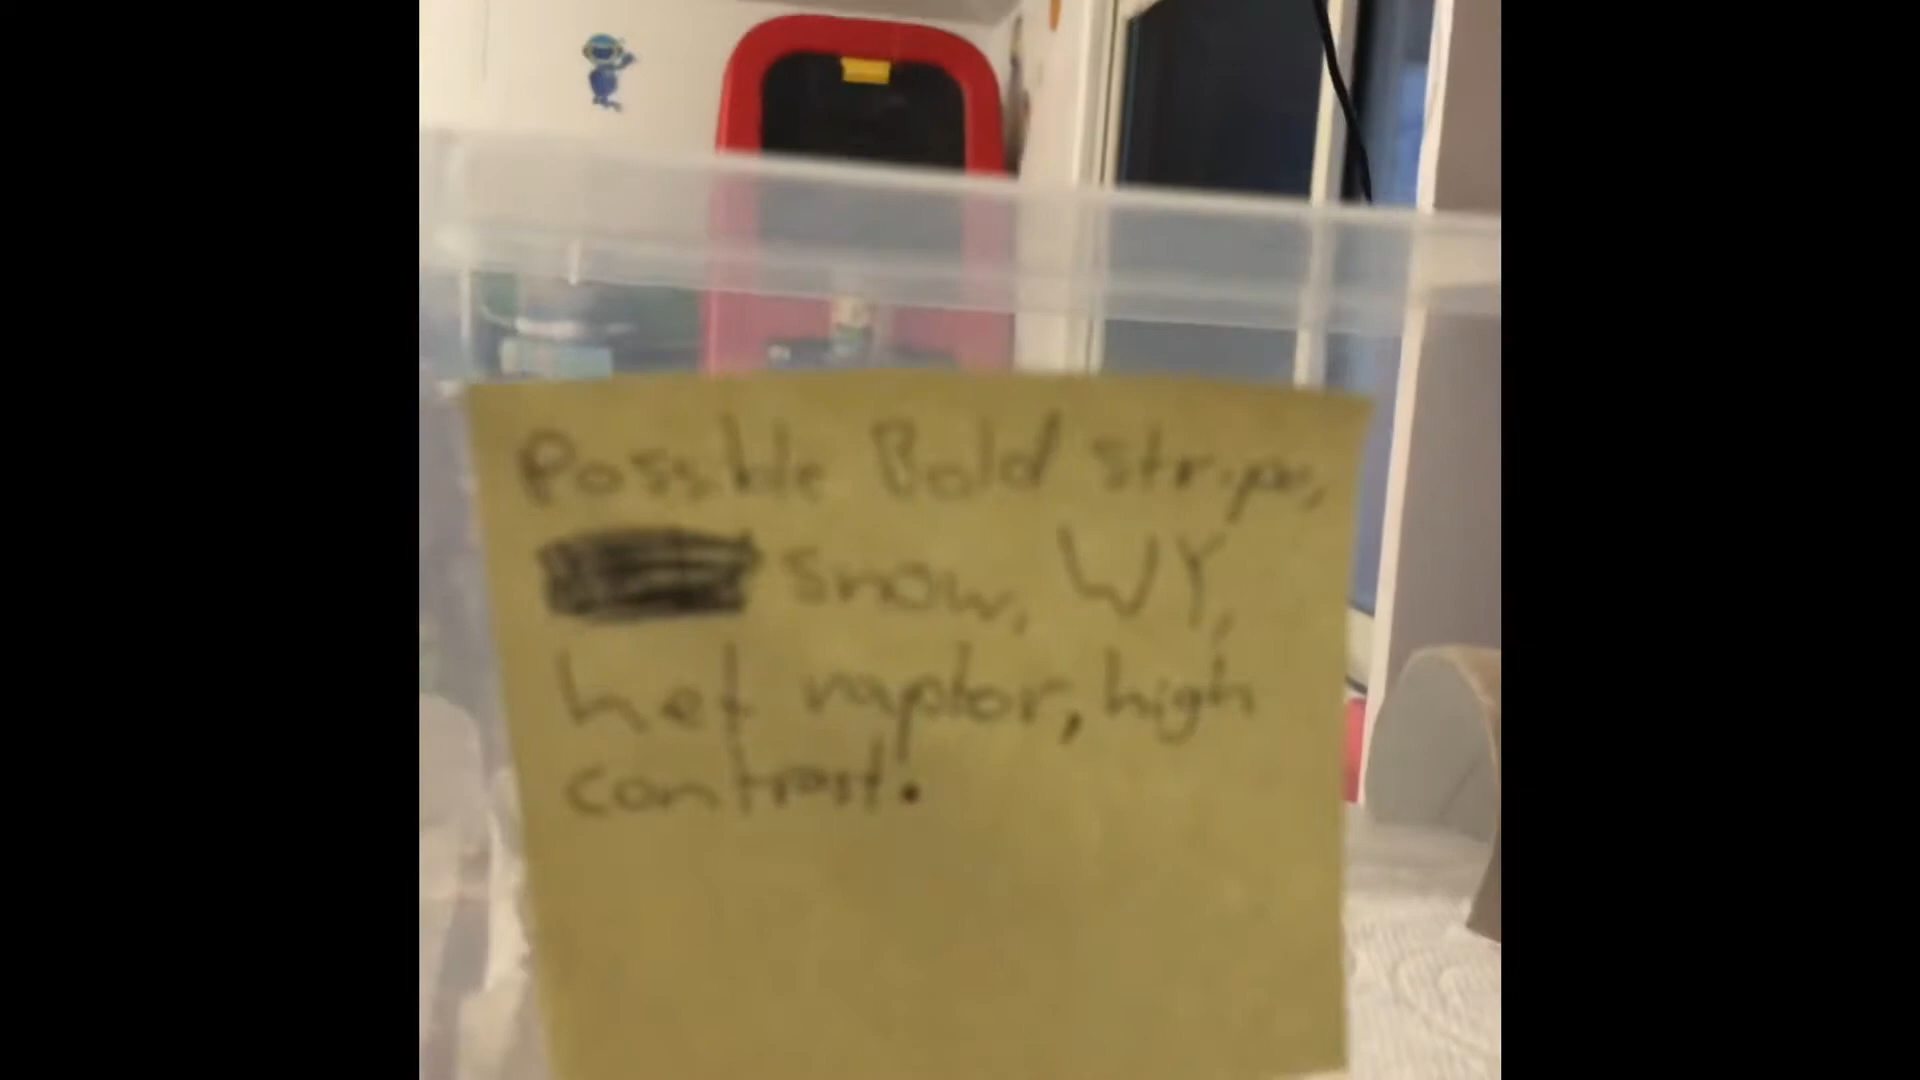 Possible Bold stripe,
snow, WY,
het raptor, high
contrast.